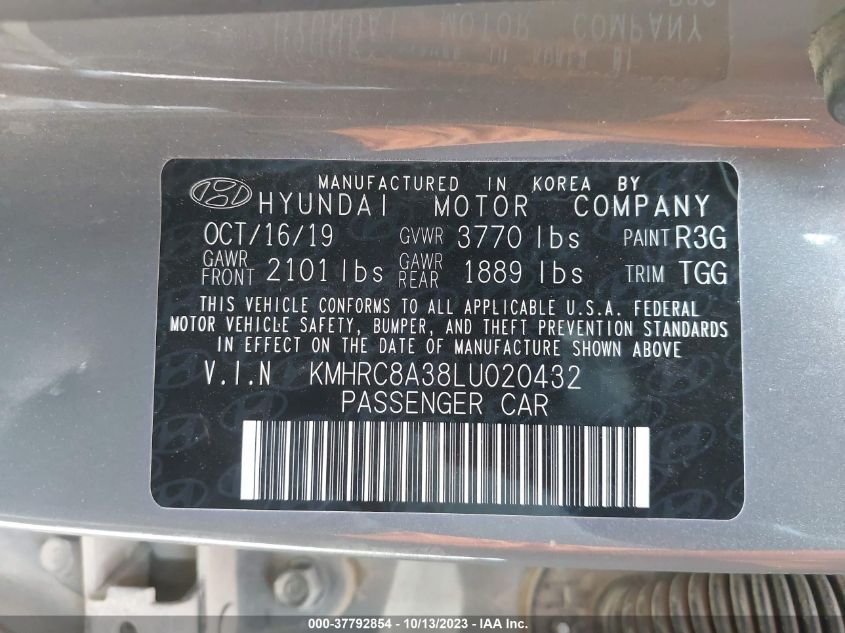 HYUNDAI MOTOR COMPANY
MANUFACTURED IN KOREA BY
HYUNDAI MOTOR COMPANY
OCT/16/19 GVWR 3770 lbs PAINT R3G
GAWR FRONT 2101 lbs GAWR REAR 1889 lbs TRIM TGG
THIS VEHICLE CONFORMS TO ALL APPLICABLE U.S.A. FEDERAL
MOTOR VEHICLE SAFETY, BUMPER, AND THEFT PREVENTION STANDARDS
IN EFFECT ON THE DATE OF MANUFACTURE SHOWN ABOVE
V.I.N KMHRC8A38LU020432
PASSENGER CAR
000-37792854 - 10/13/2023 - IAA Inc.